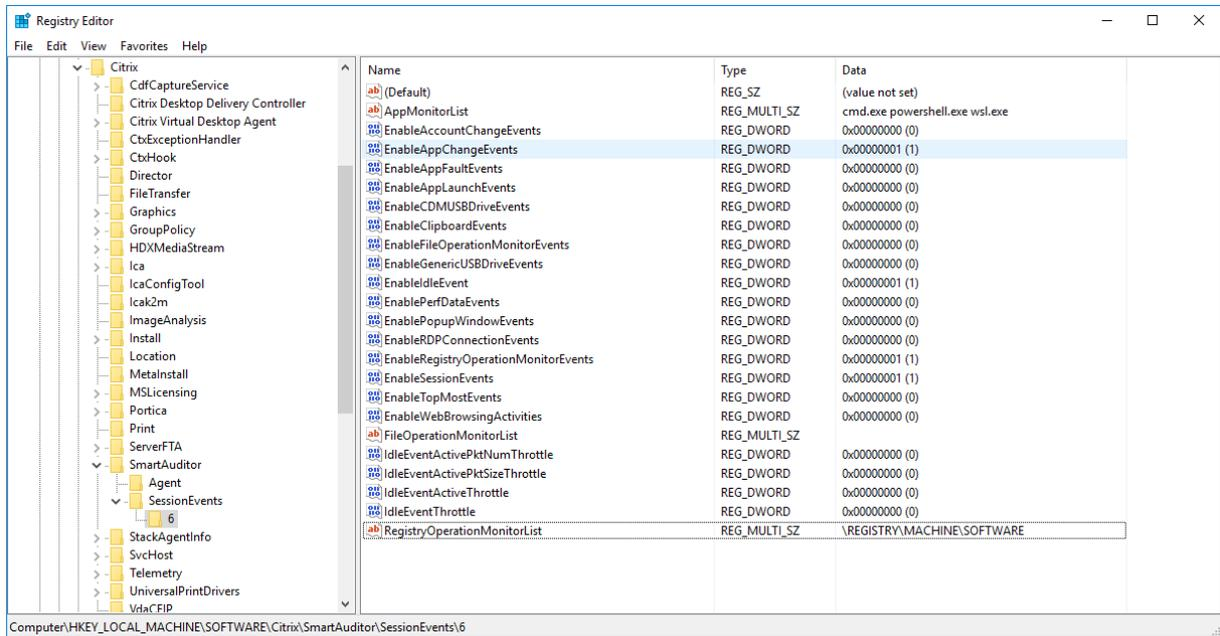 Registry Editor
File Edit View Favorites Help
Citrix
CdfCaptureService
Citrix Desktop Delivery Controller
Citrix Virtual Desktop Agent
CtxExceptionHandler
CtxHook
Director
FileTransfer
Graphics
GroupPolicy
HDXMediaStream
Ica
IcaConfigTool
Icak2m
ImageAnalysis
Install
Location
MetaInstall
MSLicensing
Portica
Print
ServerFTA
SmartAuditor
Agent
SessionEvents
6
StackAgentInfo
SvcHost
Telemetry
UniversalPrintDrivers
VdaCEIP
Name Type Data
(Default) REG_SZ (value not set)
AppMonitorList REG_MULTI_SZ cmd.exe powershell.exe wsl.exe
EnableAccountChangeEvents REG_DWORD 0x00000000 (0)
EnableAppChangeEvents REG_DWORD 0x00000001 (1)
EnableAppFaultEvents REG_DWORD 0x00000000 (0)
EnableAppLaunchEvents REG_DWORD 0x00000000 (0)
EnableCDMUSBDriveEvents REG_DWORD 0x00000000 (0)
EnableClipboardEvents REG_DWORD 0x00000000 (0)
EnableFileOperationMonitorEvents REG_DWORD 0x00000000 (0)
EnableGenericUSBDriveEvents REG_DWORD 0x00000000 (0)
EnableIdleEvent REG_DWORD 0x00000001 (1)
EnablePerfDataEvents REG_DWORD 0x00000000 (0)
EnablePopupWindowEvents REG_DWORD 0x00000000 (0)
EnableRDPConnectionEvents REG_DWORD 0x00000000 (0)
EnableRegistryOperationMonitorEvents REG_DWORD 0x00000001 (1)
EnableSessionEvents REG_DWORD 0x00000001 (1)
EnableTopMostEvents REG_DWORD 0x00000000 (0)
EnableWebBrowsingActivities REG_DWORD 0x00000000 (0)
FileOperationMonitorList REG_MULTI_SZ
IdleEventActivePktNumThrottle REG_DWORD 0x00000000 (0)
IdleEventActivePktSizeThrottle REG_DWORD 0x00000000 (0)
IdleEventActiveThrottle REG_DWORD 0x00000000 (0)
IdleEventThrottle REG_DWORD 0x00000000 (0)
RegistryOperationMonitorList REG_MULTI_SZ \REGISTRY\MACHINE\SOFTWARE
Computer\HKEY_LOCAL_MACHINE\SOFTWARE\Citrix\SmartAuditor\SessionEvents\6